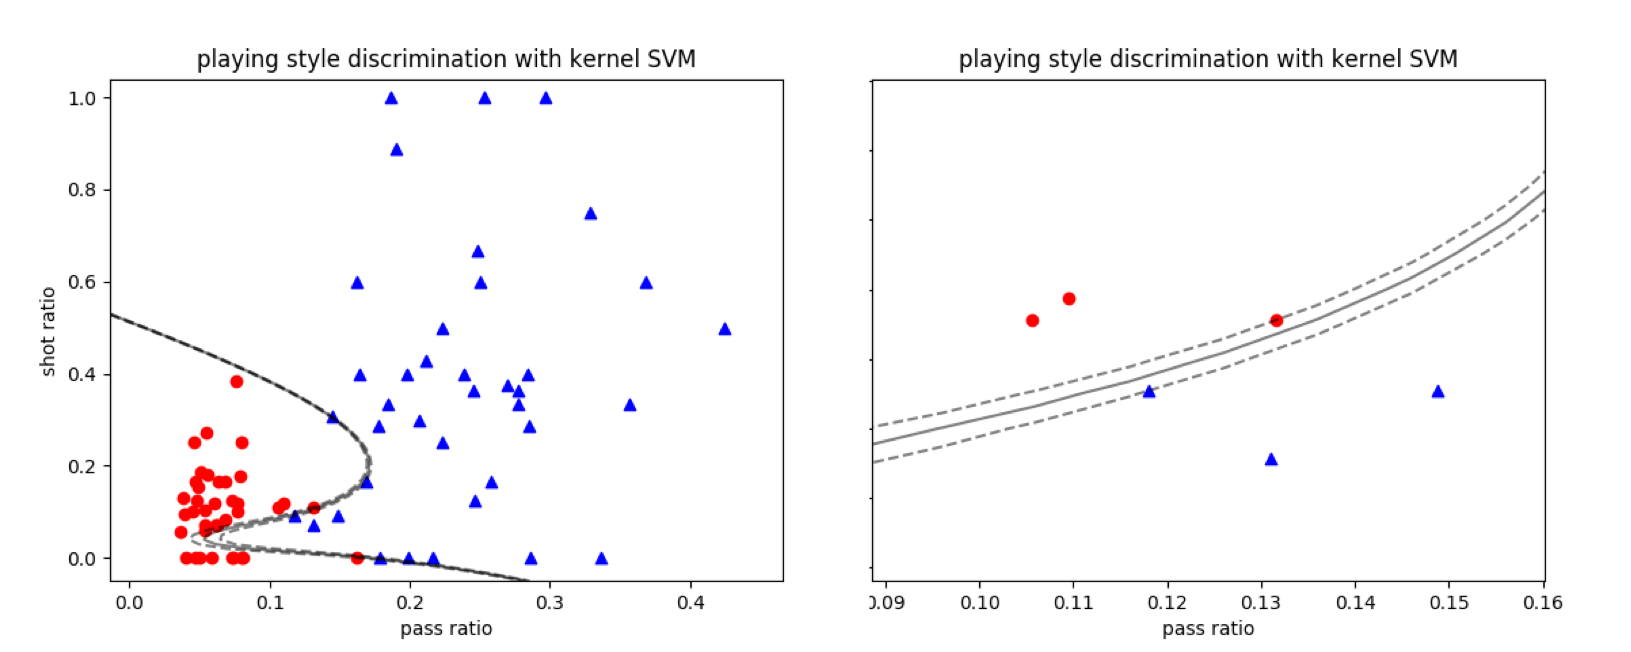 playing style discrimination with kernel SVM
1.0
0.8
0.6
0.4
0.2
0.0
shot ratio
0.0 0.1 0.2 0.3 0.4
pass ratio
playing style discrimination with kernel SVM
0.09 0.10 0.11 0.12 0.13 0.14 0.15 0.16
pass ratio